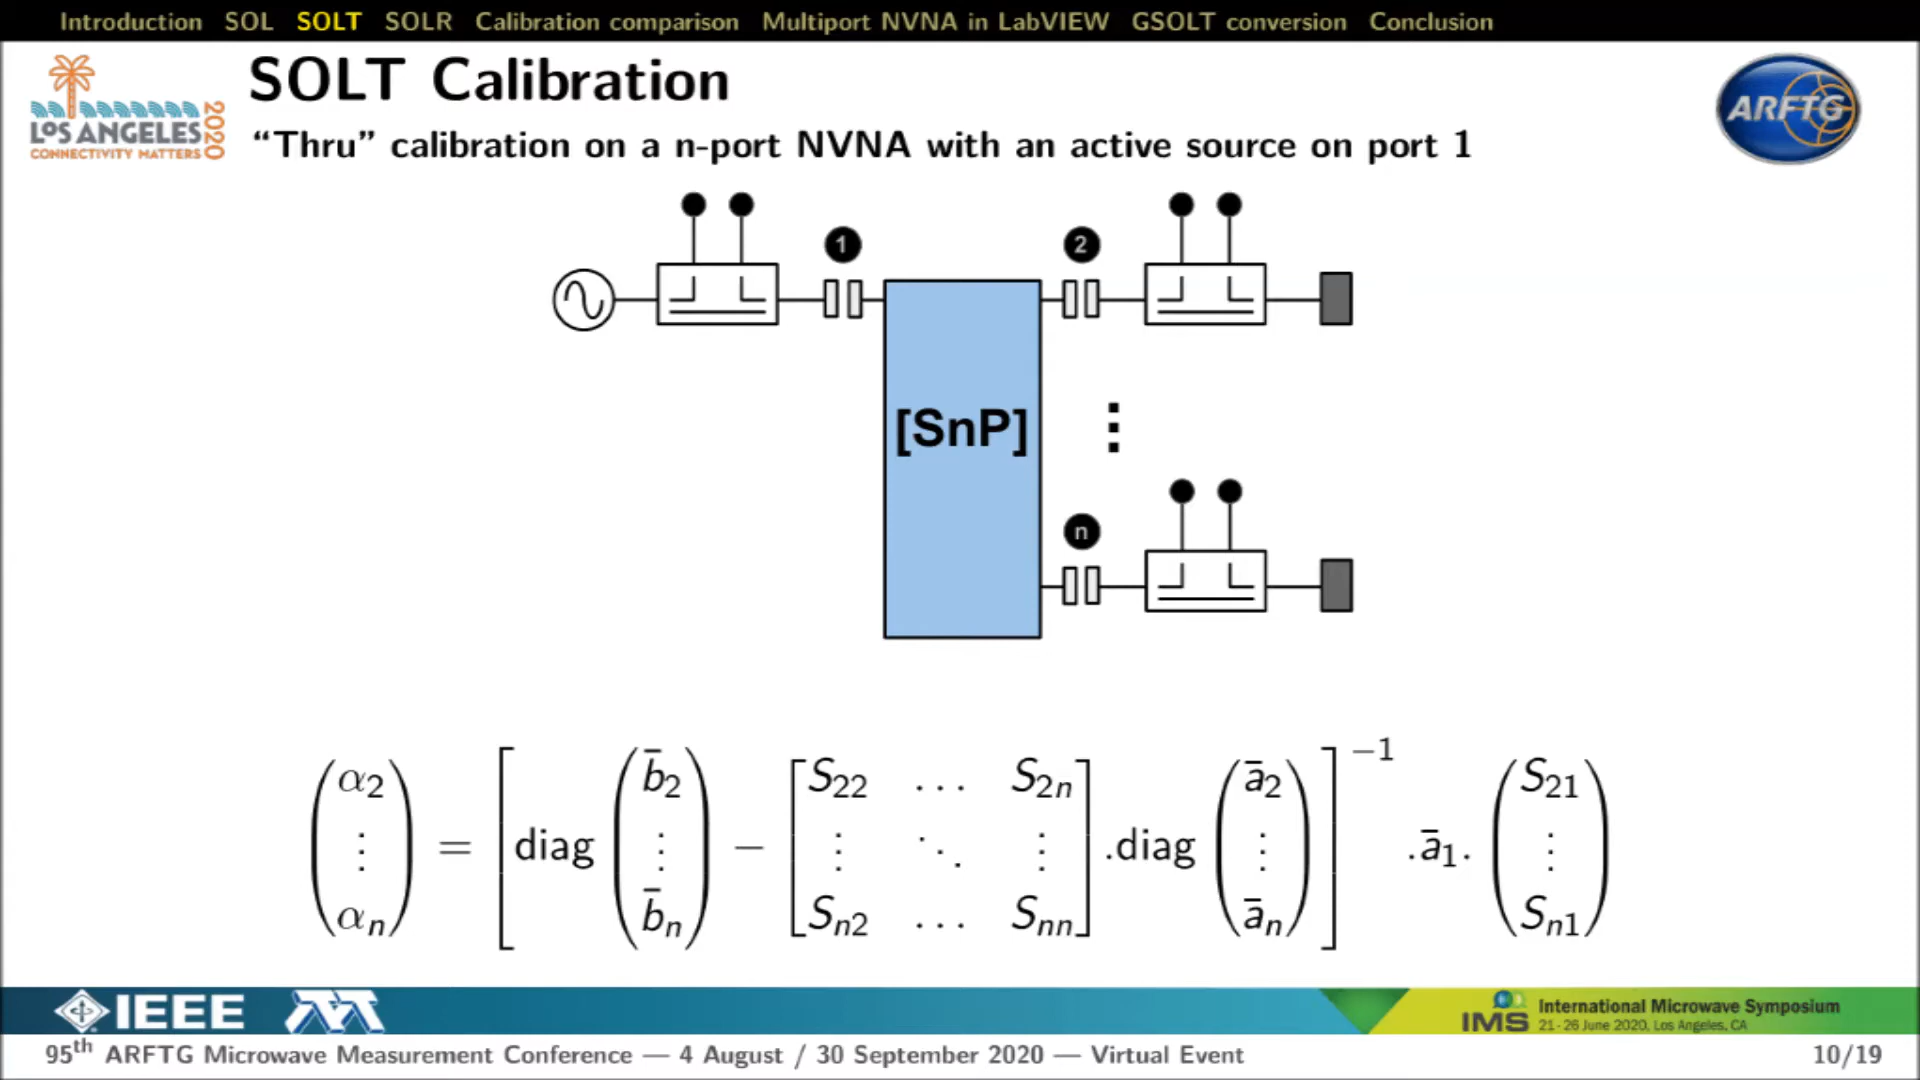 Introduction SOL SOLT SOLR Calibration comparison Multiport NVNA in LabVIEW GSOLT conversion Conclusion
SOLT Calibration
“Thru” calibration on a n-port NVNA with an active source on port 1
LOS ANGELES 2020
CONNECTIVITY MATTERS
ARFTG
1
2
[SnP]
⋮
n
(α₂ ⋮ αₙ) = [diag (b̄₂ ⋮ b̄ₙ) − [S₂₂ … S₂ₙ ⋮ ⋱ ⋮ Sₙ₂ … Sₙₙ] .diag (ā₂ ⋮ āₙ)]⁻¹ .ā₁. (S₂₁ ⋮ Sₙ₁)
IEEE
IMS
International Microwave Symposium
21 - 26 June 2020, Los Angeles, CA
95th ARFTG Microwave Measurement Conference — 4 August / 30 September 2020 — Virtual Event
10/19